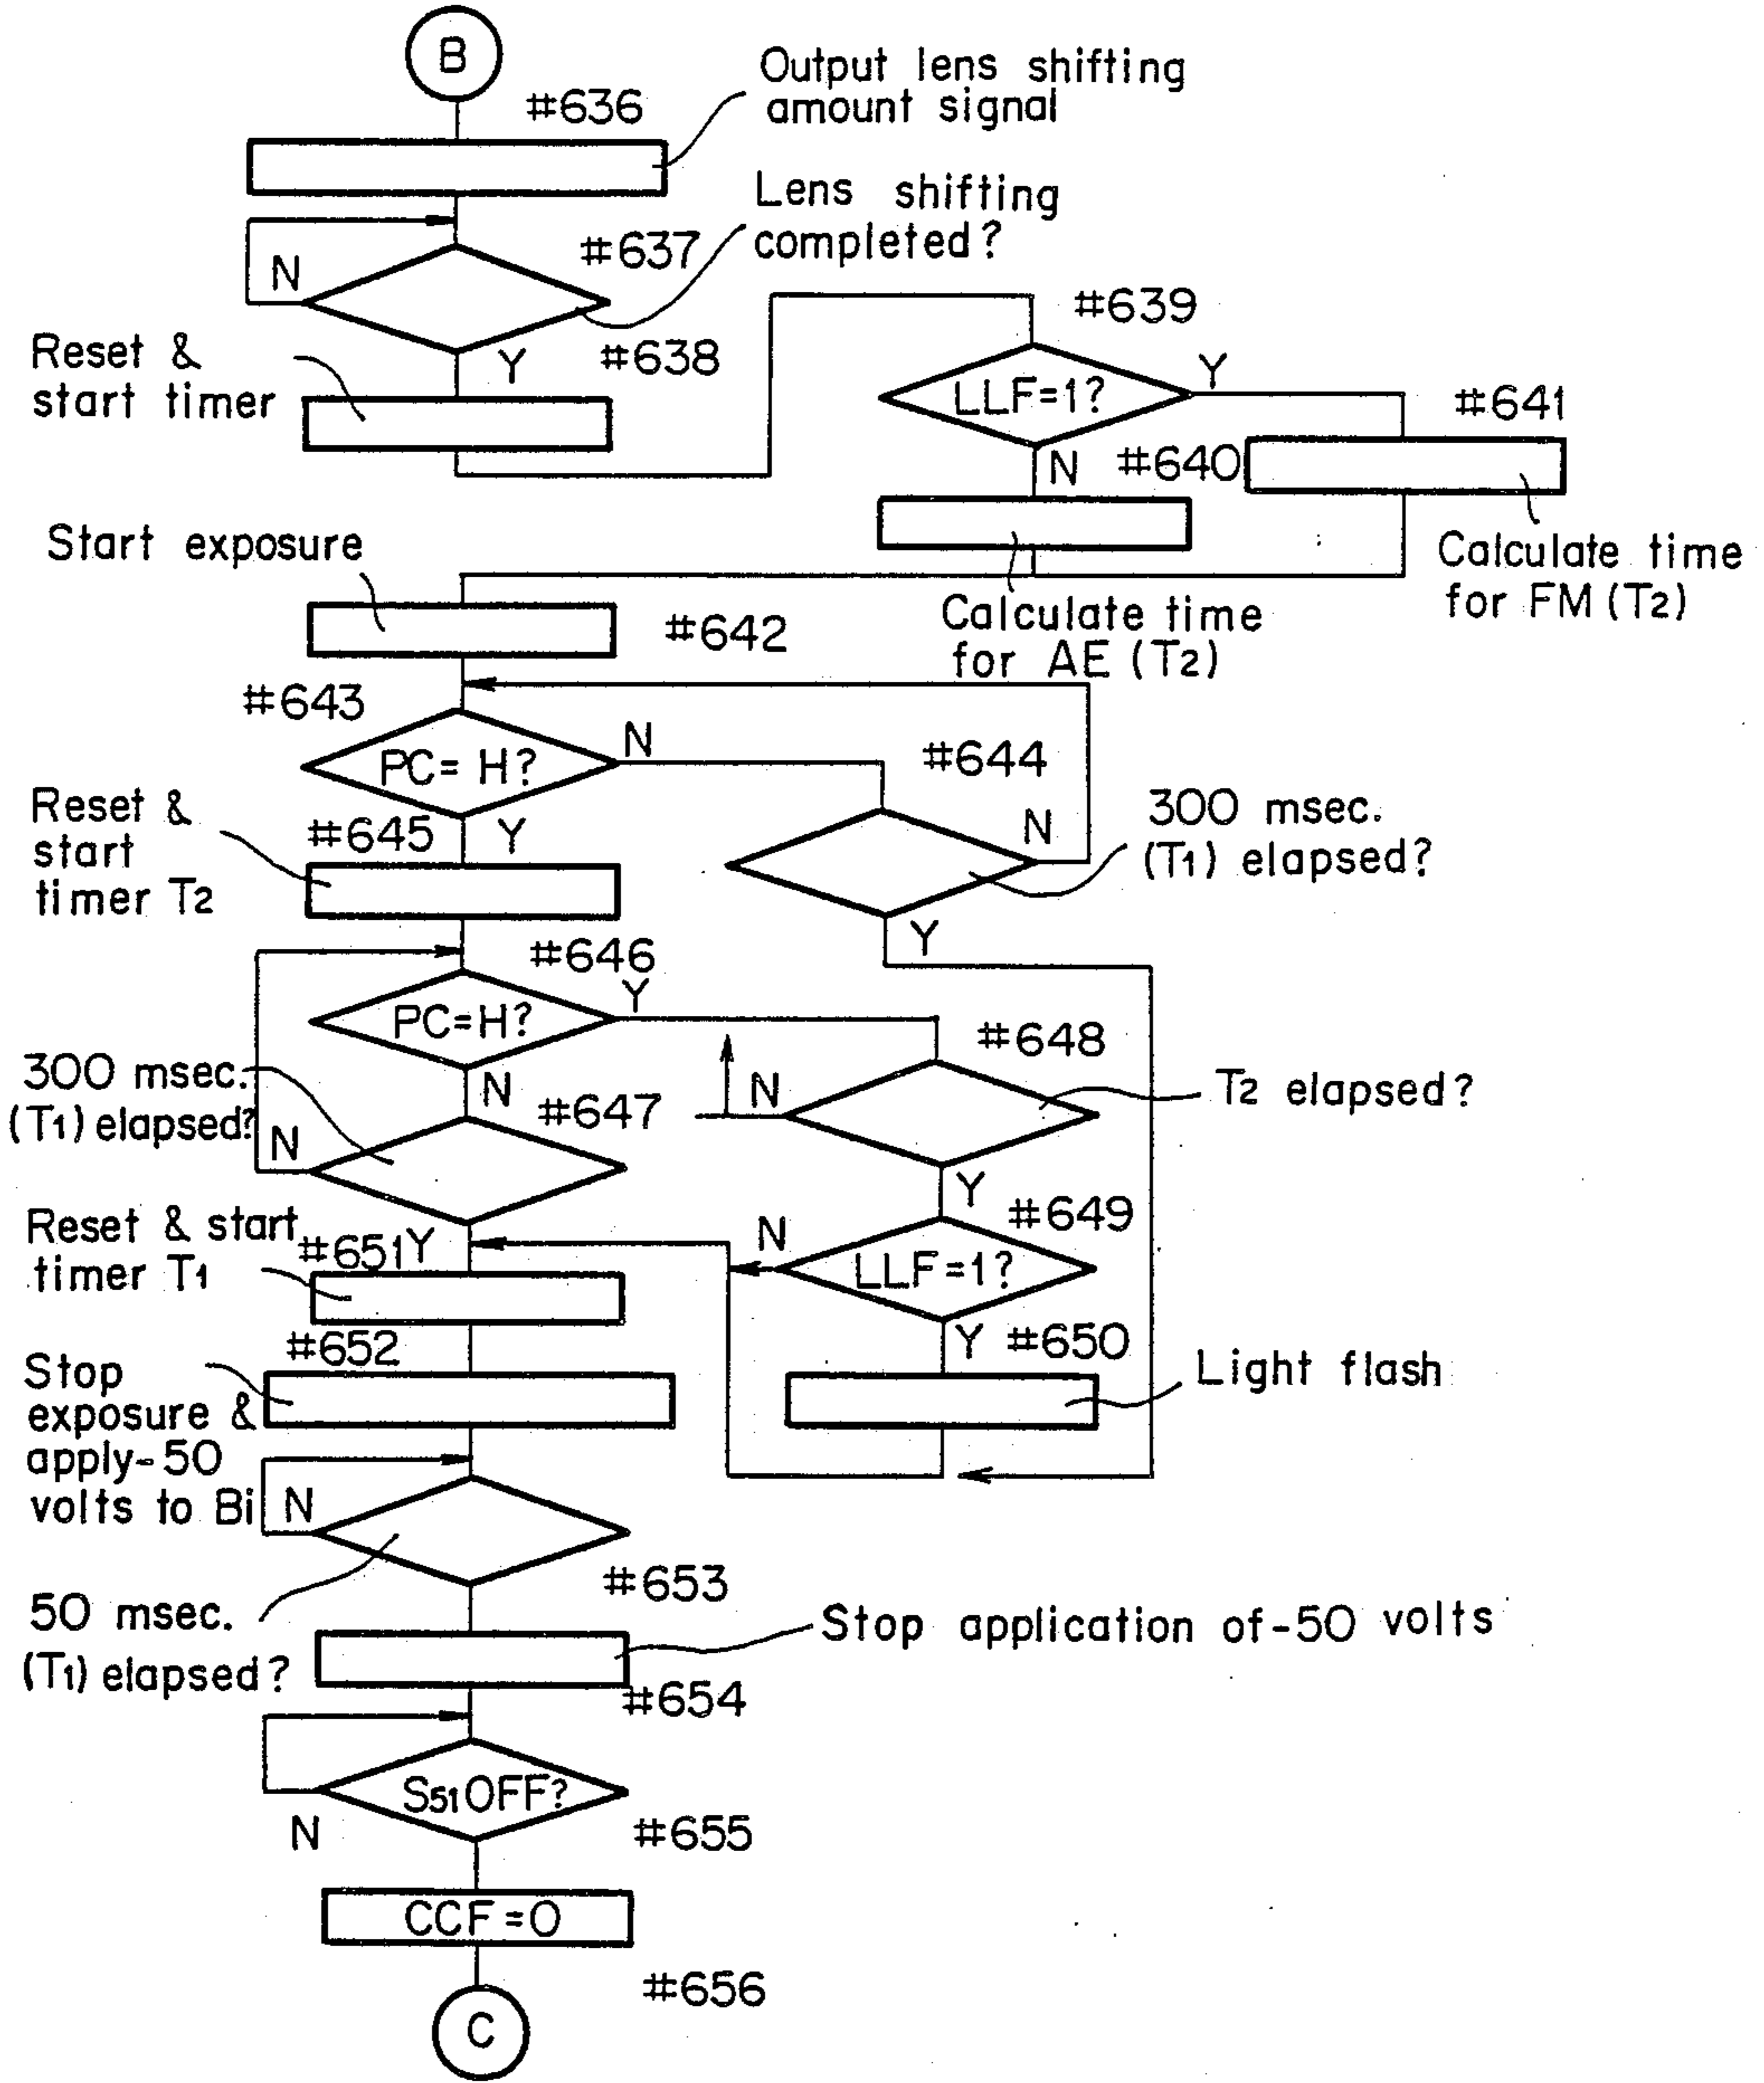 B
#636
Output lens shifting
amount signal
Lens shifting
completed?
#637
N
Reset &
start timer
Y
#638
#639
LLF=1?
Y
#641
N
#640
Calculate time
for FM (T2)
Calculate time
for AE (T2)
Start exposure
#642
#643
PC= H?
N
#644
300 msec.
(T1) elapsed?
N
Y
Reset &
start
timer T2
#645
Y
#646
PC=H?
Y
#648
T2 elapsed?
N
N
300 msec.
(T1) elapsed?
#647
N
Y
#649
LLF=1?
N
Reset & start
timer T1
#651
Y
Y
#650
Light flash
#652
Stop
exposure &
apply-50
volts to Bi
N
#653
50 msec.
(T1) elapsed?
Stop application of-50 volts
#654
S51OFF?
N
#655
CCF=0
#656
C